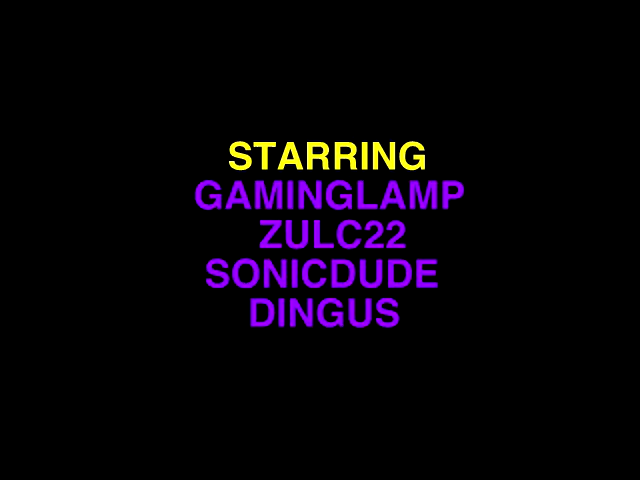 STARRING
GAMINGLAMP
ZULC22
SONICDUDE
DINGUS